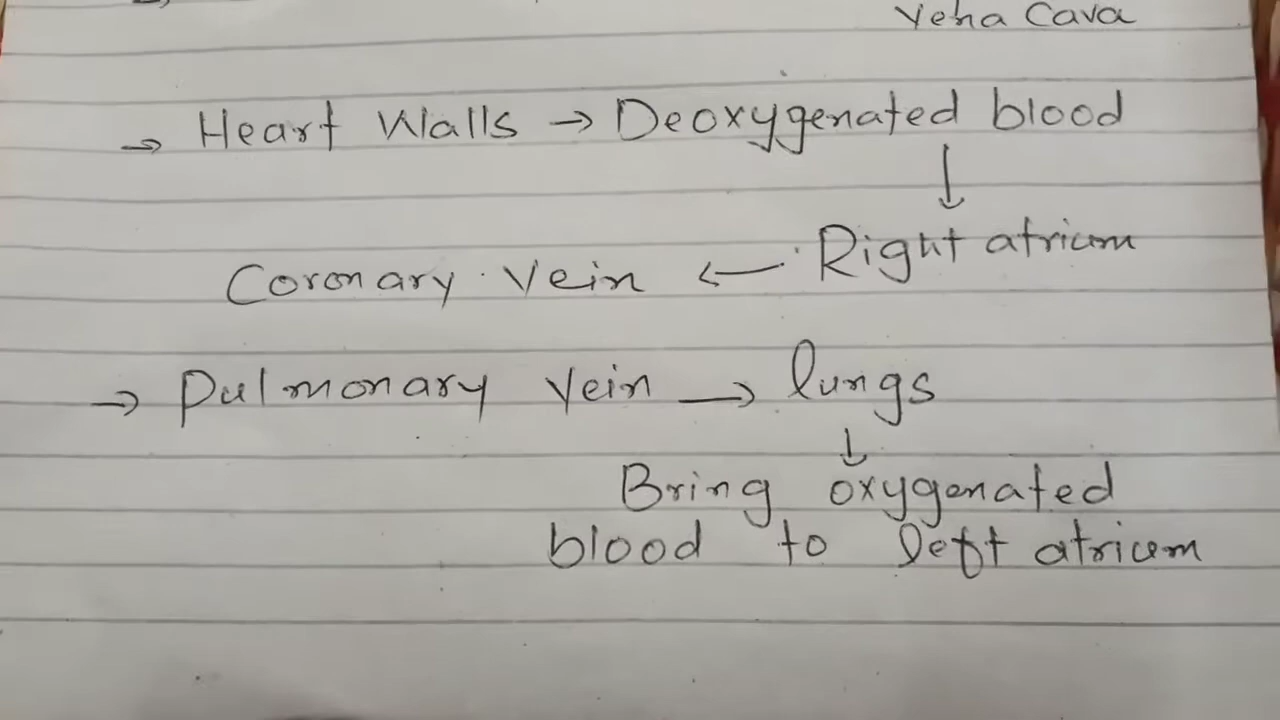 Vena Cava
→ Heart Walls → Deoxygenated blood
↓
Coronary Vein ← Right atrium
→ Pulmonary Vein → lungs
↓
Bring oxygenated
blood to left atrium